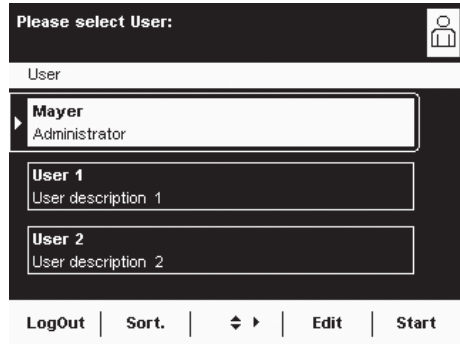 Please select User:
User
Mayer
Administrator
User 1
User description 1
User 2
User description 2
LogOut | Sort. | Edit | Start